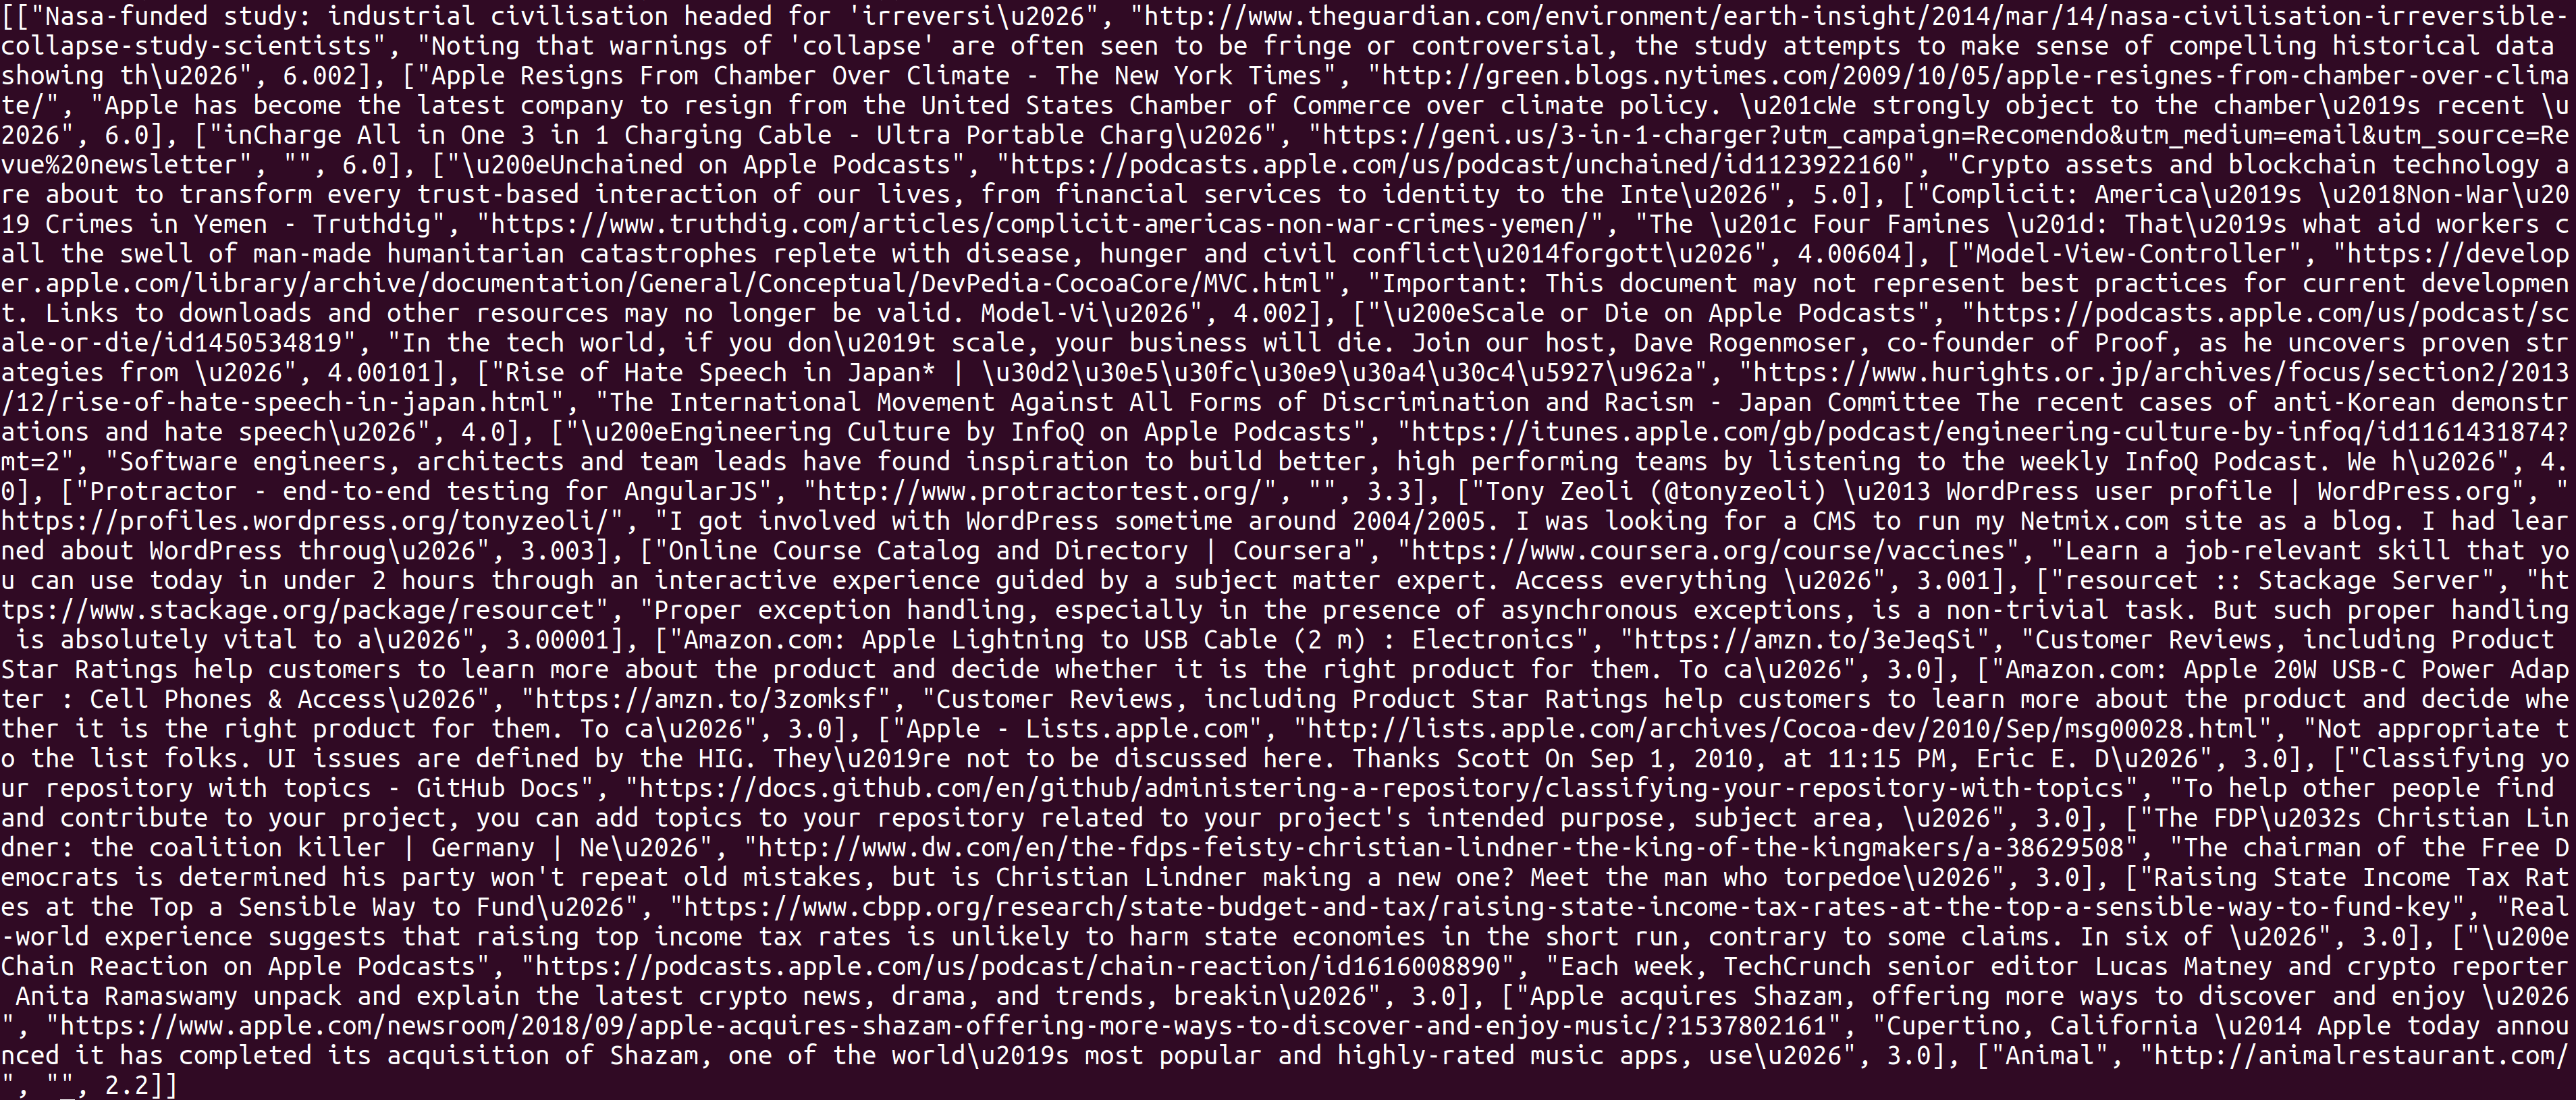 [["Nasa-funded study: industrial civilisation headed for 'irreversi\u2026", "http://www.theguardian.com/environment/earth-insight/2014/mar/14/nasa-civilisation-irreversible-
collapse-study-scientists", "Noting that warnings of 'collapse' are often seen to be fringe or controversial, the study attempts to make sense of compelling historical data 
showing th\u2026", 6.002], ["Apple Resigns From Chamber Over Climate - The New York Times", "http://green.blogs.nytimes.com/2009/10/05/apple-resignes-from-chamber-over-clima
te/", "Apple has become the latest company to resign from the United States Chamber of Commerce over climate policy. \u201cWe strongly object to the chamber\u2019s recent \u
2026", 6.0], ["inCharge All in One 3 in 1 Charging Cable - Ultra Portable Charg\u2026", "https://geni.us/3-in-1-charger?utm_campaign=Recomendo&utm_medium=email&utm_source=Re
vue%20newsletter", "", 6.0], ["\u200eUnchained on Apple Podcasts", "https://podcasts.apple.com/us/podcast/unchained/id1123922160", "Crypto assets and blockchain technology a
re about to transform every trust-based interaction of our lives, from financial services to identity to the Inte\u2026", 5.0], ["Complicit: America\u2019s \u2018Non-War\u20
19 Crimes in Yemen - Truthdig", "https://www.truthdig.com/articles/complicit-americas-non-war-crimes-yemen/", "The \u201c Four Famines \u201d: That\u2019s what aid workers c
all the swell of man-made humanitarian catastrophes replete with disease, hunger and civil conflict\u2014forgott\u2026", 4.00604], ["Model-View-Controller", "https://develop
er.apple.com/library/archive/documentation/General/Conceptual/DevPedia-CocoaCore/MVC.html", "Important: This document may not represent best practices for current developmen
t. Links to downloads and other resources may no longer be valid. Model-Vi\u2026", 4.002], ["\u200eScale or Die on Apple Podcasts", "https://podcasts.apple.com/us/podcast/sc
ale-or-die/id1450534819", "In the tech world, if you don\u2019t scale, your business will die. Join our host, Dave Rogenmoser, co-founder of Proof, as he uncovers proven str
ategies from \u2026", 4.00101], ["Rise of Hate Speech in Japan* | \u30d2\u30e5\u30fc\u30e9\u30a4\u30c4\u5927\u962a", "https://www.hurights.or.jp/archives/focus/section2/2013
/12/rise-of-hate-speech-in-japan.html", "The International Movement Against All Forms of Discrimination and Racism - Japan Committee The recent cases of anti-Korean demonstr
ations and hate speech\u2026", 4.0], ["\u200eEngineering Culture by InfoQ on Apple Podcasts", "https://itunes.apple.com/gb/podcast/engineering-culture-by-infoq/id1161431874?
mt=2", "Software engineers, architects and team leads have found inspiration to build better, high performing teams by listening to the weekly InfoQ Podcast. We h\u2026", 4.
0], ["Protractor - end-to-end testing for AngularJS", "http://www.protractortest.org/", "", 3.3], ["Tony Zeoli (@tonyzeoli) \u2013 WordPress user profile | WordPress.org", "
https://profiles.wordpress.org/tonyzeoli/", "I got involved with WordPress sometime around 2004/2005. I was looking for a CMS to run my Netmix.com site as a blog. I had lear
ned about WordPress throug\u2026", 3.003], ["Online Course Catalog and Directory | Coursera", "https://www.coursera.org/course/vaccines", "Learn a job-relevant skill that yo
u can use today in under 2 hours through an interactive experience guided by a subject matter expert. Access everything \u2026", 3.001], ["resourcet :: Stackage Server", "ht
tps://www.stackage.org/package/resourcet", "Proper exception handling, especially in the presence of asynchronous exceptions, is a non-trivial task. But such proper handling
 is absolutely vital to a\u2026", 3.00001], ["Amazon.com: Apple Lightning to USB Cable (2 m) : Electronics", "https://amzn.to/3eJeqSi", "Customer Reviews, including Product 
Star Ratings help customers to learn more about the product and decide whether it is the right product for them. To ca\u2026", 3.0], ["Amazon.com: Apple 20W USB-C Power Adap
ter : Cell Phones & Access\u2026", "https://amzn.to/3zomksf", "Customer Reviews, including Product Star Ratings help customers to learn more about the product and decide whe
ther it is the right product for them. To ca\u2026", 3.0], ["Apple - Lists.apple.com", "http://lists.apple.com/archives/Cocoa-dev/2010/Sep/msg00028.html", "Not appropriate t
o the list folks. UI issues are defined by the HIG. They\u2019re not to be discussed here. Thanks Scott On Sep 1, 2010, at 11:15 PM, Eric E. D\u2026", 3.0], ["Classifying yo
ur repository with topics - GitHub Docs", "https://docs.github.com/en/github/administering-a-repository/classifying-your-repository-with-topics", "To help other people find 
and contribute to your project, you can add topics to your repository related to your project's intended purpose, subject area, \u2026", 3.0], ["The FDP\u2032s Christian Lin
dner: the coalition killer | Germany | Ne\u2026", "http://www.dw.com/en/the-fdps-feisty-christian-lindner-the-king-of-the-kingmakers/a-38629508", "The chairman of the Free D
emocrats is determined his party won't repeat old mistakes, but is Christian Lindner making a new one? Meet the man who torpedoe\u2026", 3.0], ["Raising State Income Tax Rat
es at the Top a Sensible Way to Fund\u2026", "https://www.cbpp.org/research/state-budget-and-tax/raising-state-income-tax-rates-at-the-top-a-sensible-way-to-fund-key", "Real
-world experience suggests that raising top income tax rates is unlikely to harm state economies in the short run, contrary to some claims. In six of \u2026", 3.0], ["\u200e
Chain Reaction on Apple Podcasts", "https://podcasts.apple.com/us/podcast/chain-reaction/id1616008890", "Each week, TechCrunch senior editor Lucas Matney and crypto reporter
 Anita Ramaswamy unpack and explain the latest crypto news, drama, and trends, breakin\u2026", 3.0], ["Apple acquires Shazam, offering more ways to discover and enjoy \u2026
", "https://www.apple.com/newsroom/2018/09/apple-acquires-shazam-offering-more-ways-to-discover-and-enjoy-music/?1537802161", "Cupertino, California \u2014 Apple today annou
nced it has completed its acquisition of Shazam, one of the world\u2019s most popular and highly-rated music apps, use\u2026", 3.0], ["Animal", "http://animalrestaurant.com/
", "_", 2.2]]